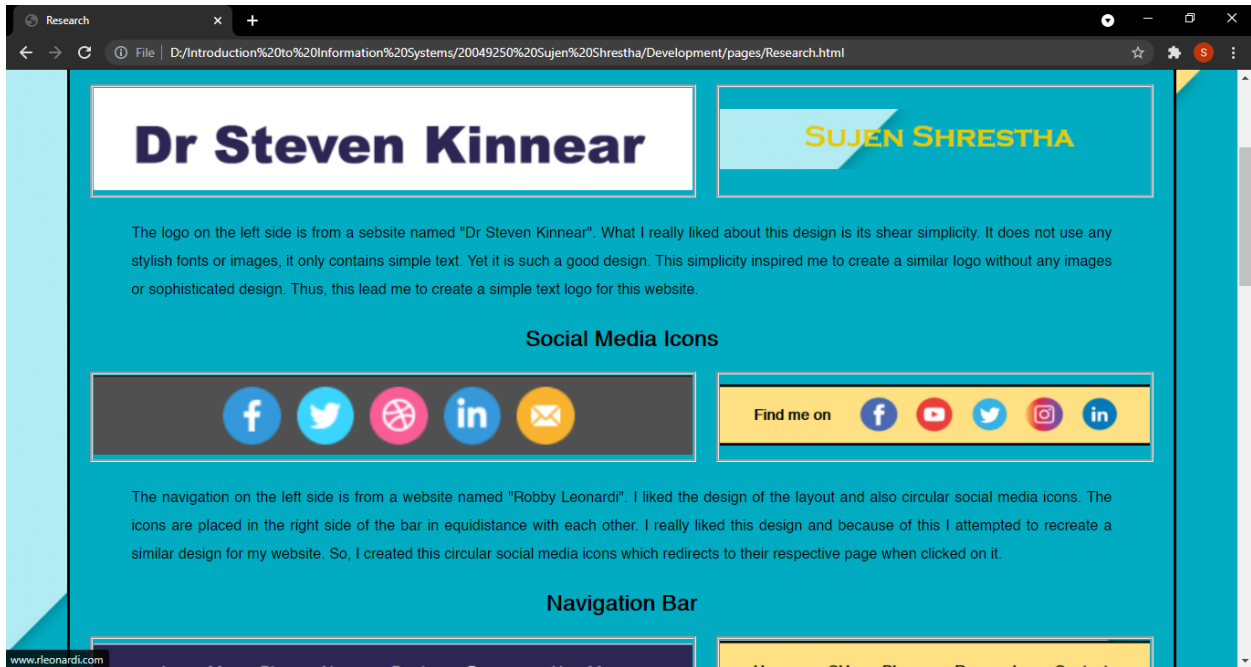 Research
File
D:/Introduction%20to%20Information%20Systems/20049250%20Sujen%20Shrestha/Development/pages/Research.html
S
Dr Steven Kinnear
Sujen Shrestha
The logo on the left side is from a sebsite named "Dr Steven Kinnear". What I really liked about this design is its shear simplicity. It does not use any
stylish fonts or images, it only contains simple text. Yet it is such a good design. This simplicity inspired me to create a similar logo without any images
or sophisticated design. Thus, this lead me to create a simple text logo for this website.
Social Media Icons
Find me on
The navigation on the left side is from a website named "Robby Leonardi". I liked the design of the layout and also circular social media icons. The
icons are placed in the right side of the bar in equidistance with each other. I really liked this design and because of this I attempted to recreate a
similar design for my website. So, I created this circular social media icons which redirects to their respective page when clicked on it.
Navigation Bar
www.rleonardi.com